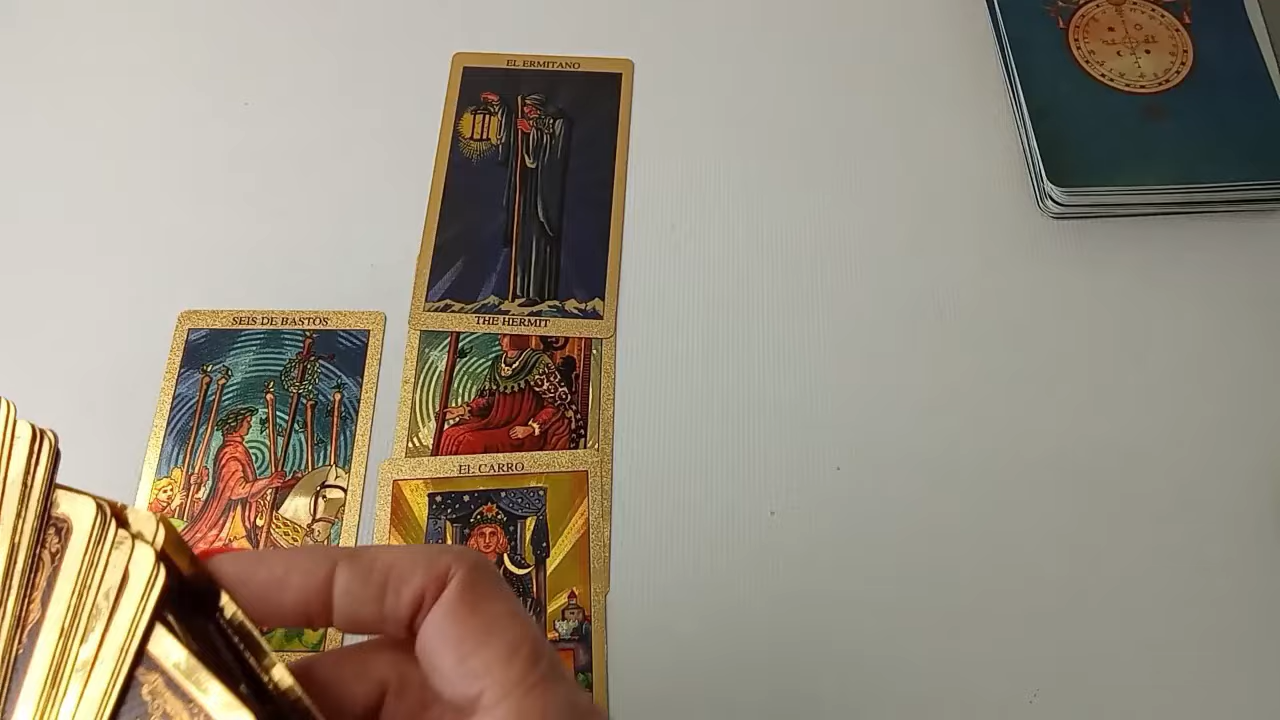 EL ERMITANO
THE HERMIT
SEIS DE BASTOS
EL CARRO